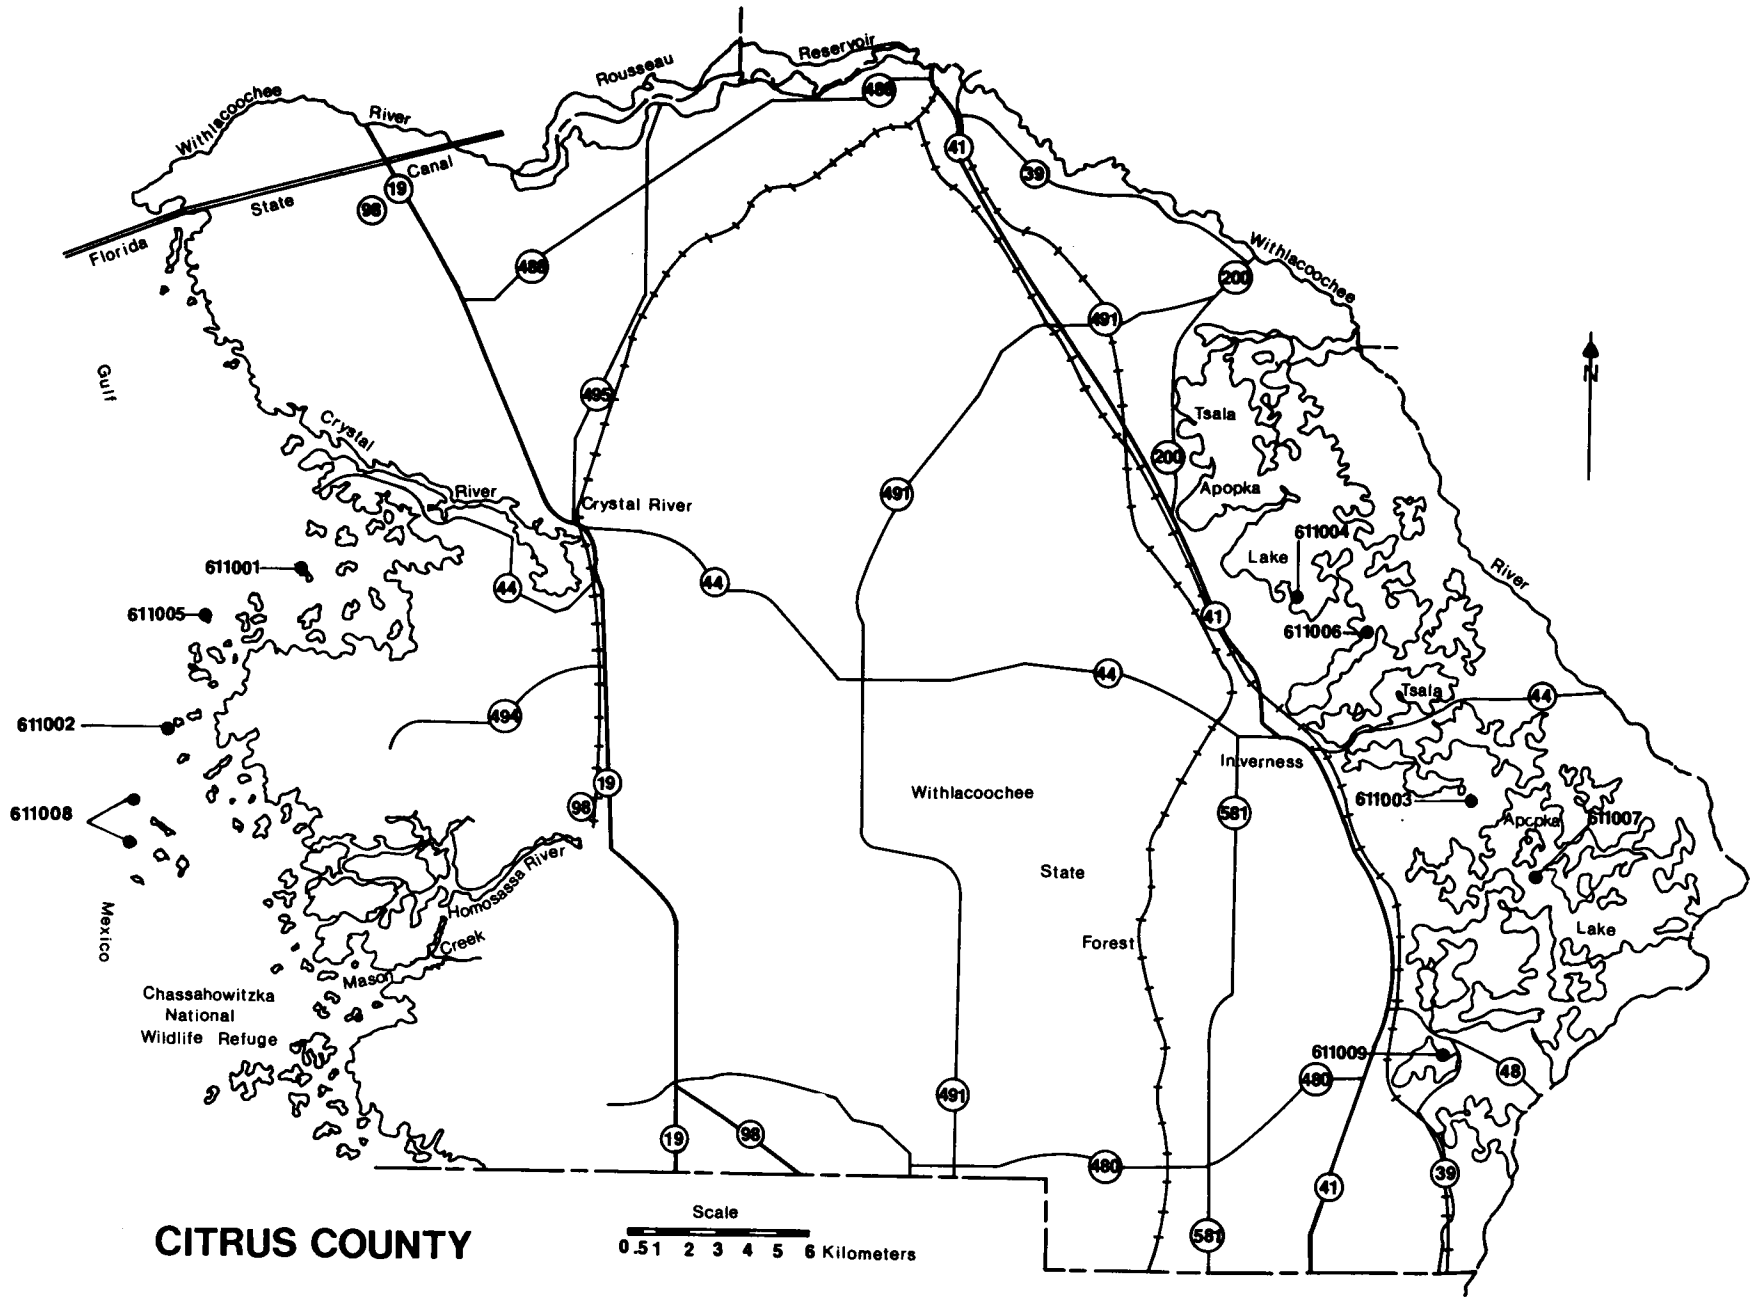 Rousseau
Reservoir
488
Withlacoochee
River
Canal
41
39
19
98
State
Florida
488
Withlacoochee
200
491
N
Gulf
495
Tsala
Crystal
200
491
Apopka
River
Crystal River
611004
Lake
611001
44
44
River
611005
41
611006
44
Tsala
44
611002
494
Inverness
19
98
Withlacoochee
611003
611008
581
Apopka
611007
State
Homosassa River
Mexico
Forest
Lake
Creek
Mason
Chassahowitzka
National
Wildlife Refuge
611009
480
48
491
19
98
480
39
41
Scale
581
CITRUS COUNTY
0 .5 1 2 3 4 5 6 Kilometers